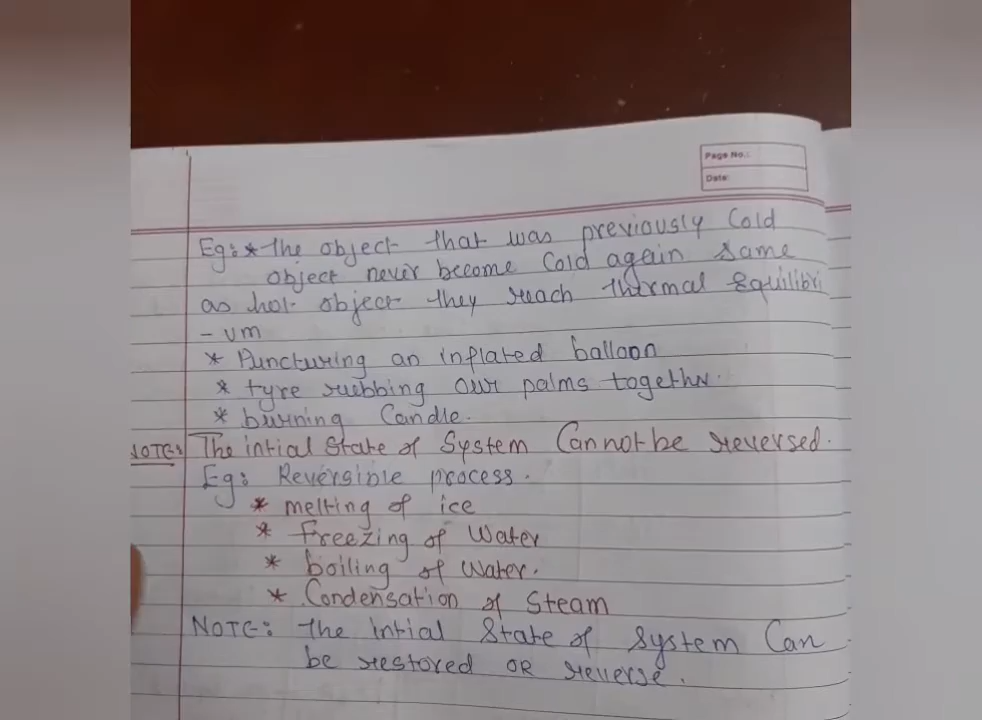 Page No.:
Date:
Eg:* The object that was previously Cold
object never become Cold again same
as hot object they reach thirmal Equilibri
- um
* Puncturing an inflated balloon
* tyre rubbing our palms together.
* burning Candle.
NOTE: The intial State of System Cannot be reversed.
Eg: Reversible process.
* melting of ice
* Freezing of Water
* boiling of Water.
* Condensation of Steam
NOTE: The intial State of System Can
be restored OR reverse.